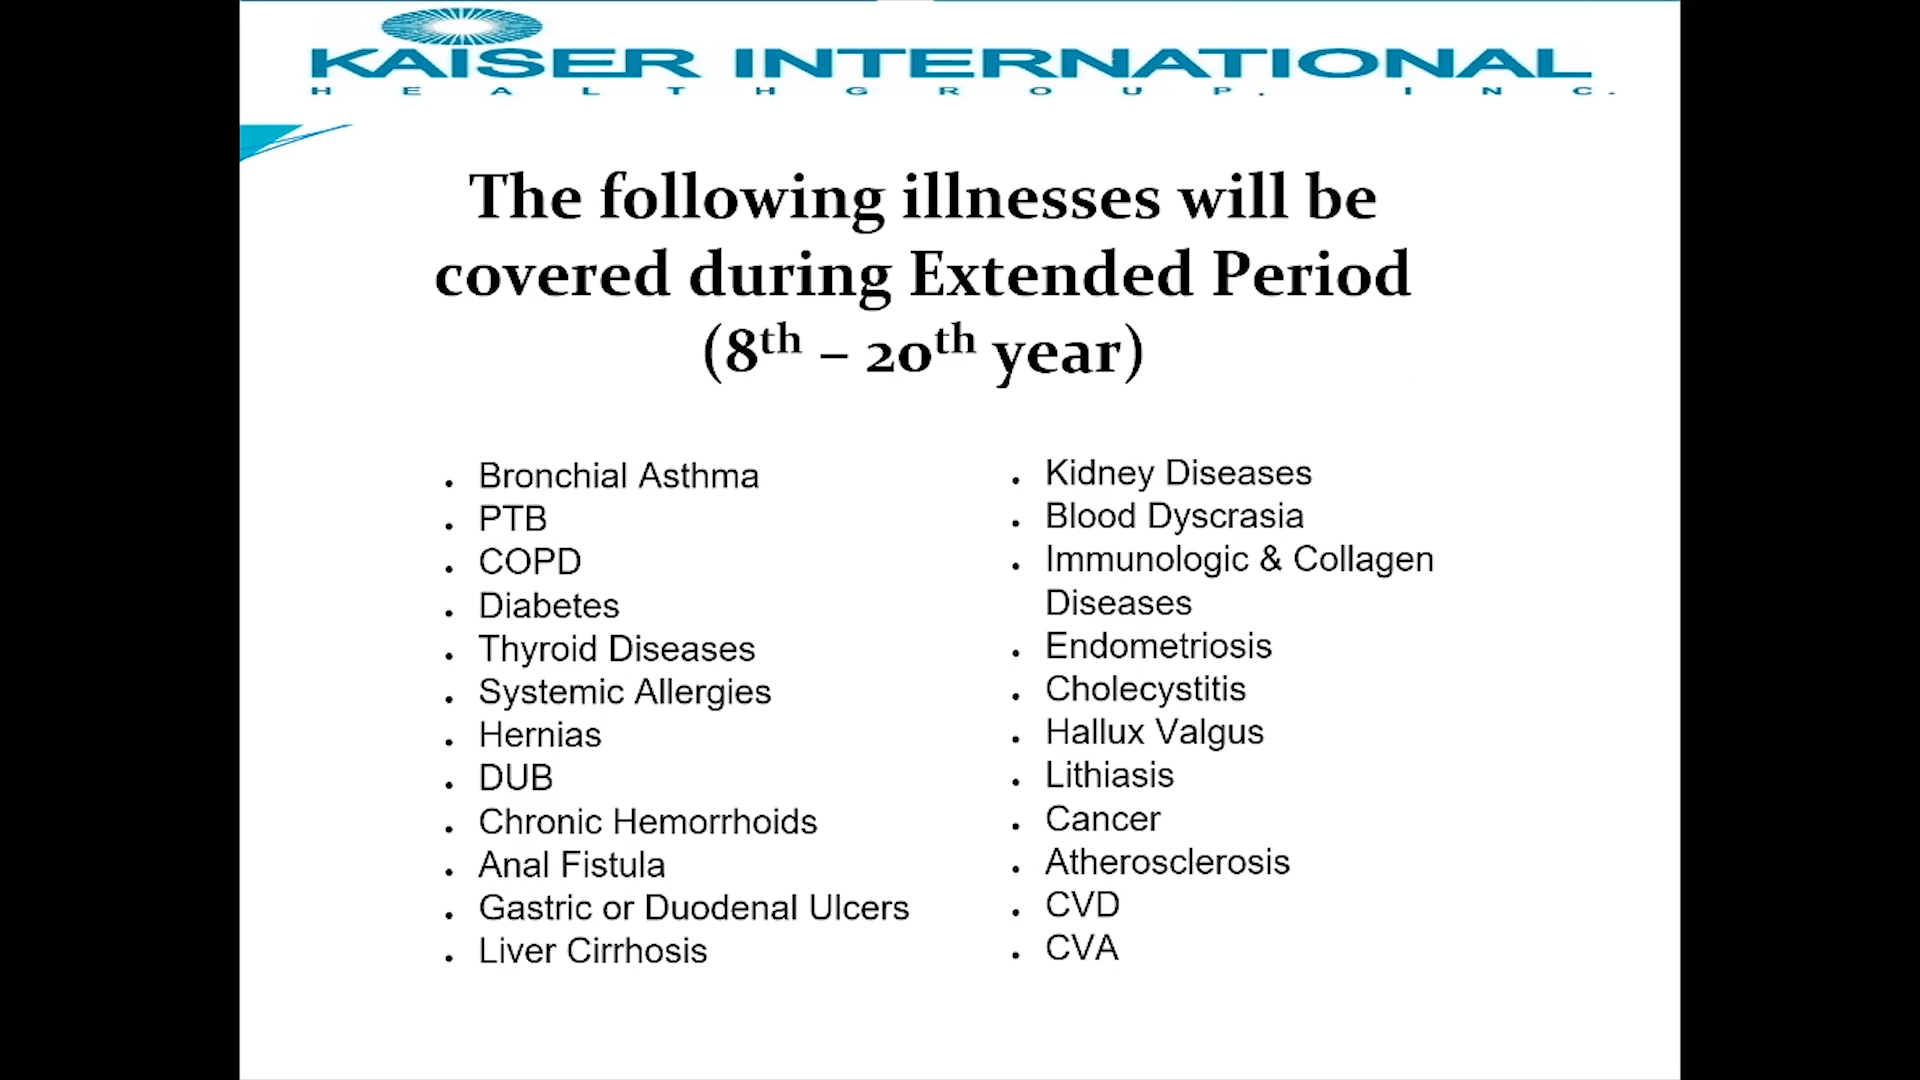 KAISER INTERNATIONAL
HEALTHGROUP, INC.
The following illnesses will be
covered during Extended Period
(8th – 20th year)
• Bronchial Asthma
• PTB
• COPD
• Diabetes
• Thyroid Diseases
• Systemic Allergies
• Hernias
• DUB
• Chronic Hemorrhoids
• Anal Fistula
• Gastric or Duodenal Ulcers
• Liver Cirrhosis
• Kidney Diseases
• Blood Dyscrasia
• Immunologic & Collagen
Diseases
• Endometriosis
• Cholecystitis
• Hallux Valgus
• Lithiasis
• Cancer
• Atherosclerosis
• CVD
• CVA